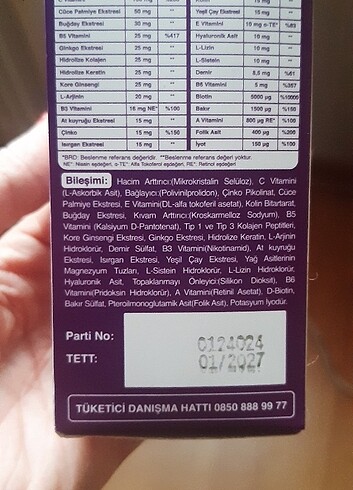 Cüce Palmiye Ekstresi 50 mg ** Yeşil Çay Ekstresi 15 mg **
Buğday Ekstresi 30 mg ** E Vitamini 10 mg α-TE* %83
B5 Vitamini 25 mg %417 Hyaluronik Asit 10 mg **
Ginkgo Ekstresi 25 mg ** L-Lizin 10 mg **
Hidrolize Kolajen 25 mg ** L-Sistein 10 mg **
Hidrolize Keratin 25 mg ** Demir 8,5 mg %61
Kore Ginsengi 25 mg ** B6 Vitamini 5 mg %357
L-Arjinin 20 mg ** Biotin 5000 µg %10000
B3 Vitamini 16 mg NE* %100 Bakır 1500 µg %150
At kuyruğu Ekstresi 15 mg ** A Vitamini 800 µg RE* %100
Çinko 15 mg %150 Folik Asit 400 µg %200
Isırgan Ekstresi 15 mg ** İyot 150 µg %100
*BRD: Beslenme referans değeridir. **Beslenme referans değeri yoktur.
NE*: Niasin eşdeğeri, α-TE*: Alfa Tokoferol eşdeğeri, RE*: Retinol eşdeğeri
Bileşimi: Hacim Arttırıcı:(Mikrokristalin Selüloz), C Vitamini
(L-Askorbik Asit), Bağlayıcı:(Polivinilproldon), Çinko Pikolinat, Cüce
Palmiye Ekstresi, E Vitamini(DL-alfa tokoferil asetat), Kolin Bitartarat,
Buğday Ekstresi, Kıvam Arttırıcı:(Kroskarmelloz Sodyum), B5
Vitamini (Kalsiyum D-Pantotenat), Tip 1 ve Tip 3 Kolajen Peptitleri,
Kore Ginsengi Ekstresi, Ginkgo Ekstresi, Hidrolize Keratin, L-Arjinin
Hidroklorür, Demir Sulfat, B3 Vitamini(Nikotinamid), At kuyruğu
Ekstresi, Isırgan Ekstresi, Yeşil Çay Ekstresi, Yağ Asitlerinin
Magnezyum Tuzları, L-Sistein Hidroklorür, L-Lizin Hidroklorür,
Hyaluronik Asit, Topaklanmayı Önleyici:(Silikon Dioksit), B6
Vitamini(Pridoksin Hidroklorür), A Vitamini(Retinil Asetat), D-Biotin,
Bakır Sülfat, Pteroilmonoglutamik Asit(Folik Asit), Potasyum İyodür.
Parti No: 0124024
TETT: 01/2027
TÜKETİCİ DANIŞMA HATTI 0850 888 99 77